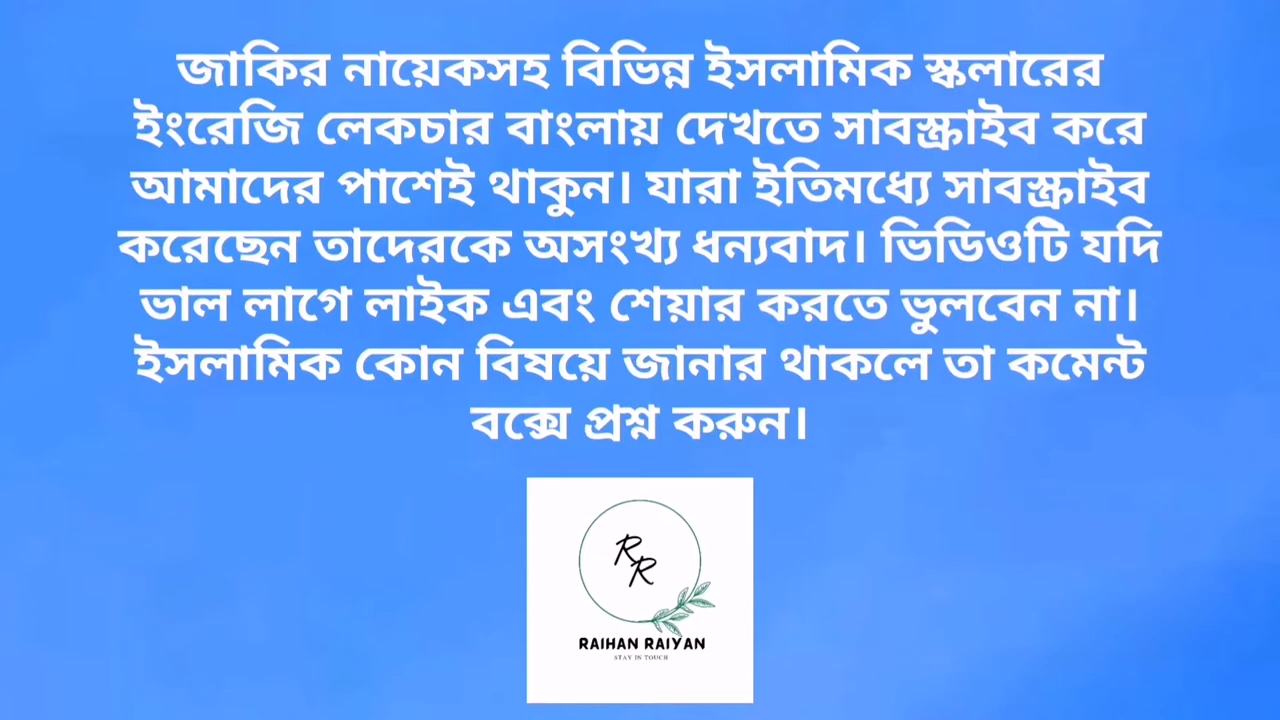 জাকির নায়েকসহ বিভিন্ন ইসলামিক স্কলারের
ইংরেজি লেকচার বাংলায় দেখতে সাবস্ক্রাইব করে
আমাদের পাশেই থাকুন। যারা ইতিমধ্যে সাবস্ক্রাইব
করেছেন তাদেরকে অসংখ্য ধন্যবাদ। ভিডিওটি যদি
ভাল লাগে লাইক এবং শেয়ার করতে ভুলবেন না।
ইসলামিক কোন বিষয়ে জানার থাকলে তা কমেন্ট
বক্সে প্রশ্ন করুন।
R
R
RAIHAN RAIYAN
STAY IN TOUCH